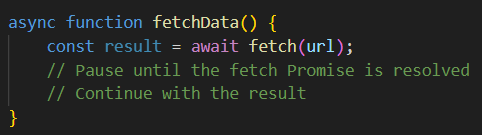 async function fetchData() {
    const result = await fetch(url);
    // Pause until the fetch Promise is resolved
    // Continue with the result
}